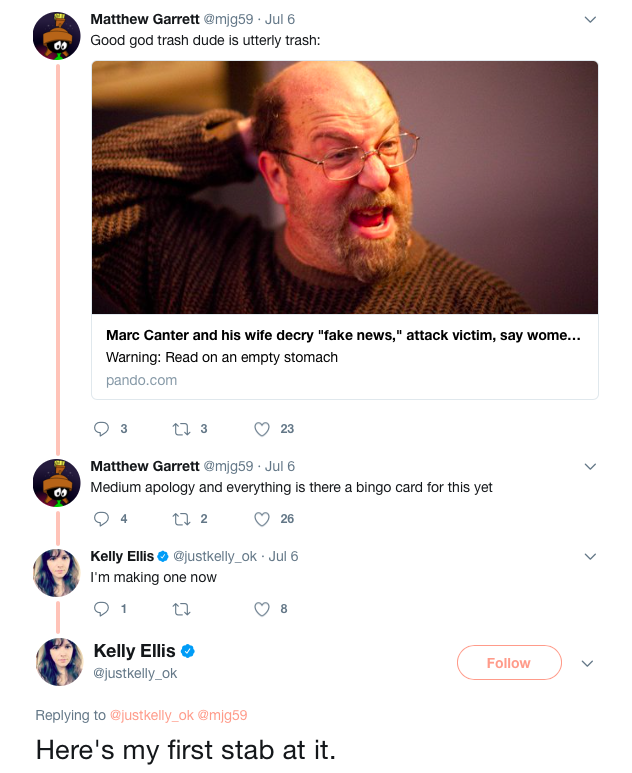 Matthew Garrett @mjg59 · Jul 6
Good god trash dude is utterly trash:
Marc Canter and his wife decry "fake news," attack victim, say wome...
Warning: Read on an empty stomach
pando.com
3 3 23
Matthew Garrett @mjg59 · Jul 6
Medium apology and everything is there a bingo card for this yet
4 2 26
Kelly Ellis @justkelly_ok · Jul 6
I'm making one now
1 8
Kelly Ellis
@justkelly_ok
Follow
Replying to @justkelly_ok @mjg59
Here's my first stab at it.